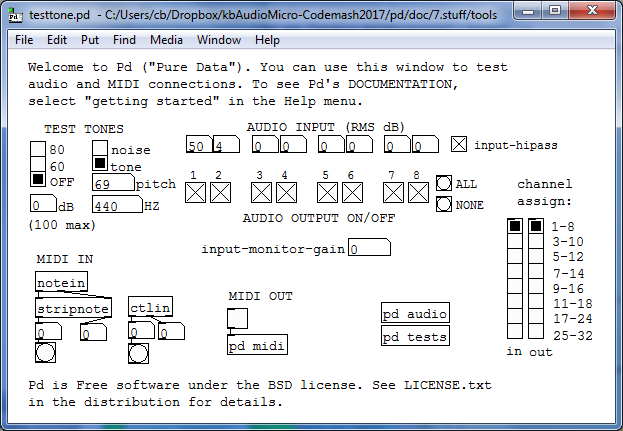 testtone.pd - C:/Users/cb/Dropbox/kbAudioMicro-Codemash2017/pd/doc/7.stuff/tools
File Edit Put Find Media Window Help
Welcome to Pd ("Pure Data"). You can use this window to test
audio and MIDI connections. To see Pd's DOCUMENTATION,
select "getting started" in the Help menu.
TEST TONES
80
60
OFF
noise
tone
69 pitch
0 dB
440 HZ
(100 max)
AUDIO INPUT (RMS dB)
50 4 0 0 0 0 0 0
input-hipass
1 2 3 4 5 6 7 8
ALL
NONE
AUDIO OUTPUT ON/OFF
input-monitor-gain 0
channel
assign:
1-8
3-10
5-12
7-14
9-16
11-18
17-24
25-32
in out
MIDI IN
notein
stripnote
0 0
ctlin
0 0
MIDI OUT
pd midi
pd audio
pd tests
Pd is Free software under the BSD license. See LICENSE.txt
in the distribution for details.